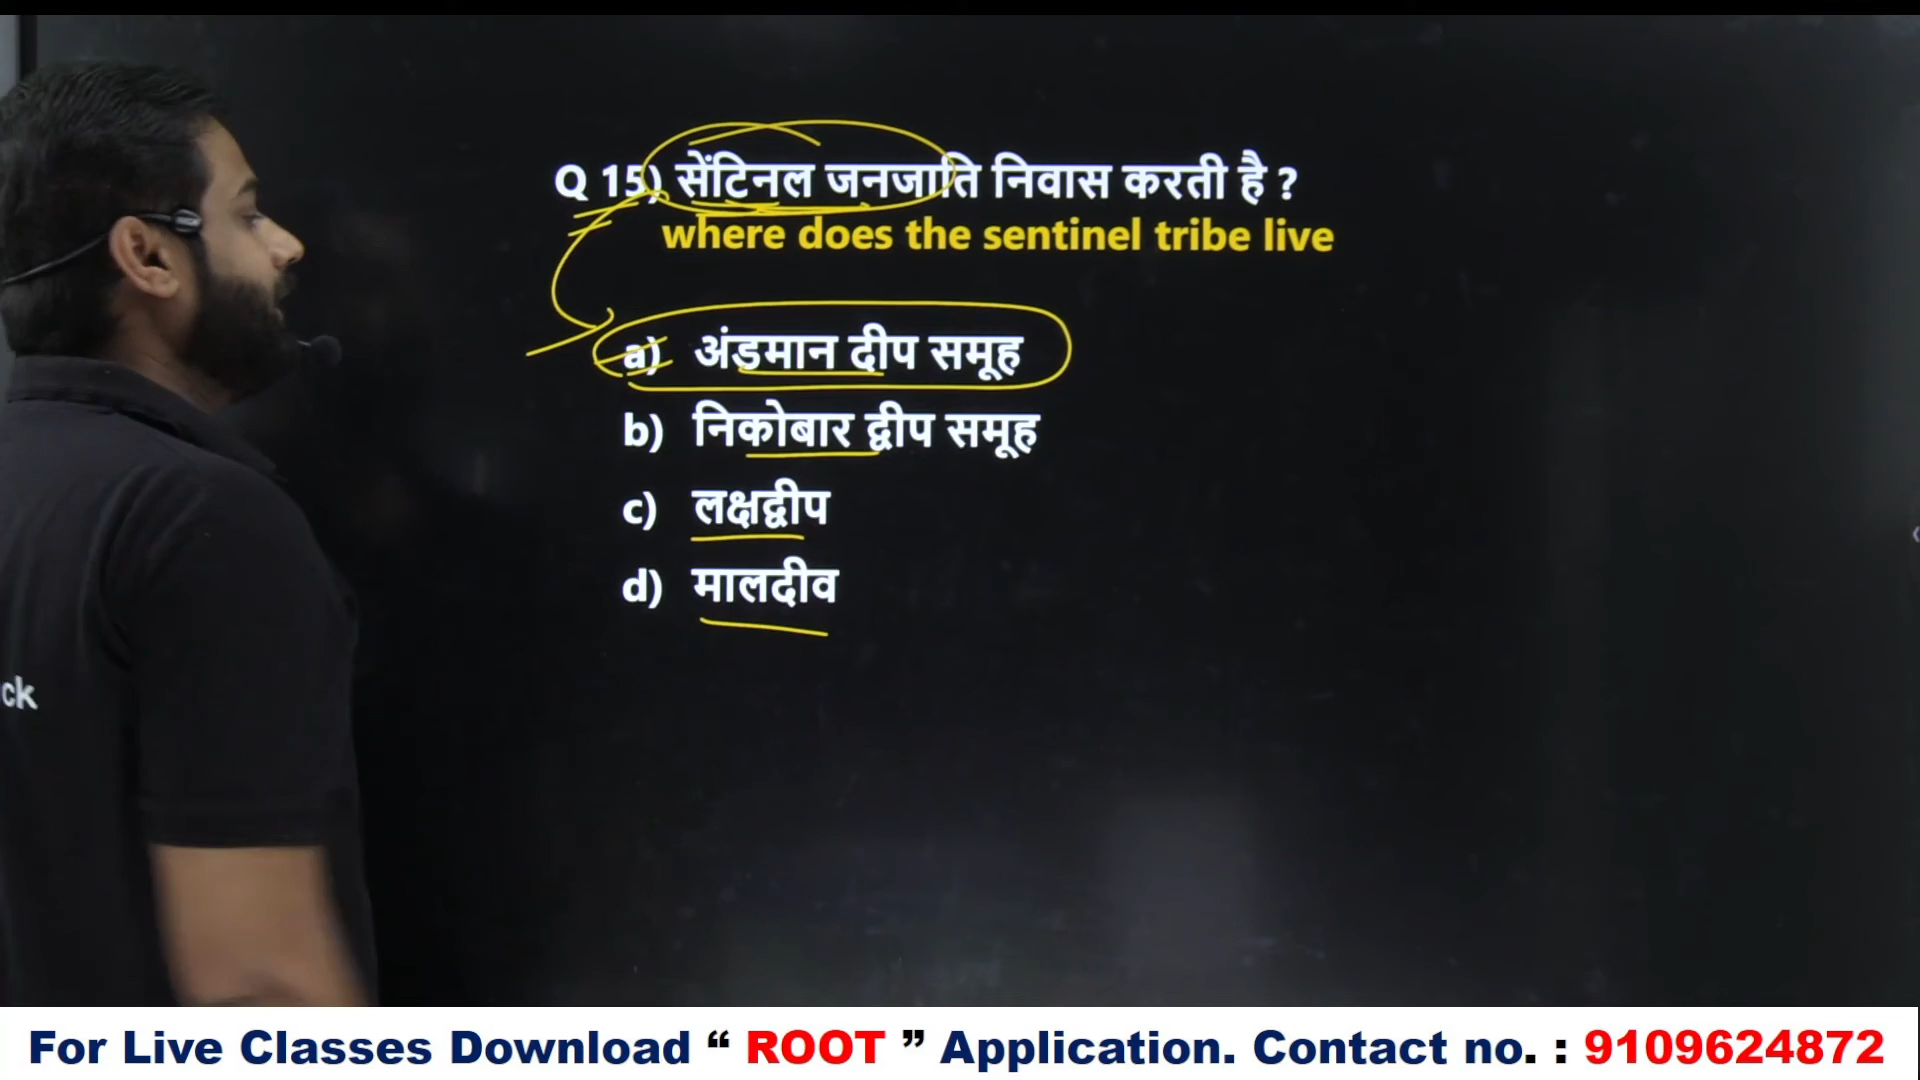 Q 15) सेंटिनल जनजाति निवास करती है ?
where does the sentinel tribe live
a) अंडमान दीप समूह
b) निकोबार द्वीप समूह
c) लक्षद्वीप
d) मालदीव
ck
For Live Classes Download “ ROOT ” Application. Contact no. : 9109624872